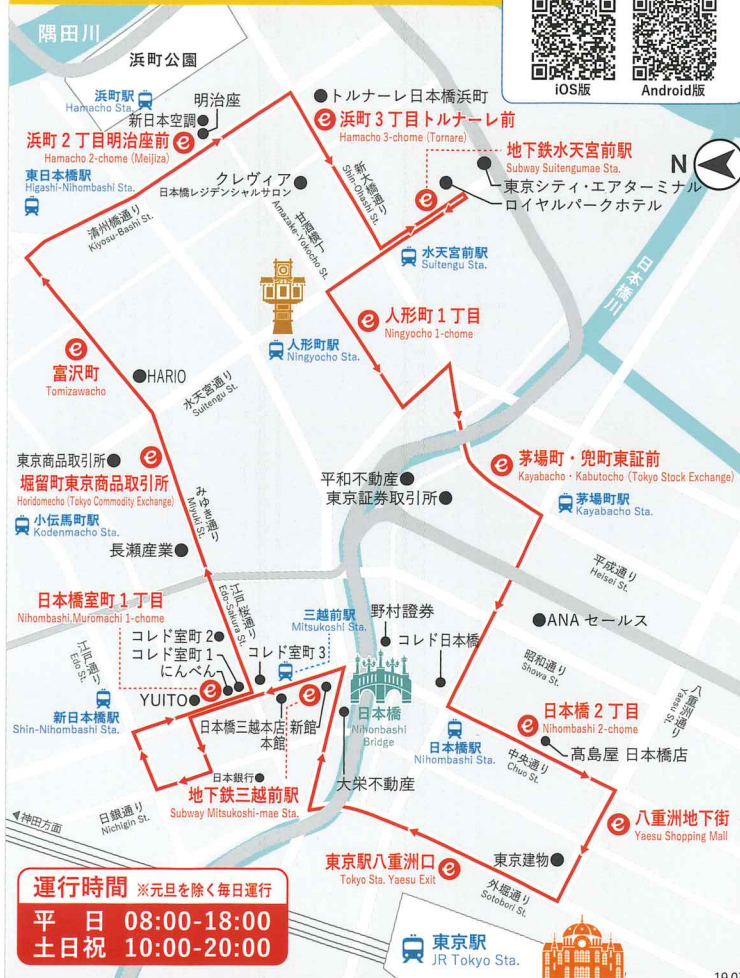 iOS版
Android版
隅田川
浜町公園
浜町駅
Hamacho Sta.
明治座
新日本空調
浜町2丁目明治座前
Hamacho 2-chome (Meijiza)
トルナーレ日本橋浜町
浜町3丁目トルナーレ前
Hamacho 3-chome (Tornare)
地下鉄水天宮前駅
Subway Suitengumae Sta.
N
東京シティ・エアターミナル
ロイヤルパークホテル
東日本橋駅
Higashi-Nihombashi Sta.
クレヴィア
日本橋レジデンシャルサロン
新大橋通り
Shin-Ohashi St.
清州橋通り
Kiyosu-Bashi St.
甘酒横丁
Amazake-Yokocho St.
水天宮前駅
Suitengu Sta.
日本橋川
人形町1丁目
Ningyocho 1-chome
人形町駅
Ningyocho Sta.
富沢町
Tomizawacho
HARIO
水天宮通り
Suitengu St.
東京商品取引所
堀留町東京商品取引所
Horidomecho (Tokyo Commodity Exchange)
小伝馬町駅
Kodenmacho Sta.
みゆき通り
Miyuki St.
長瀬産業
平和不動産
東京証券取引所
茅場町・兜町東証前
Kayabacho・Kabutocho (Tokyo Stock Exchange)
茅場町駅
Kayabacho Sta.
平成通り
Heisei St.
日本橋室町1丁目
Nihombashi Muromachi 1-chome
江戸桜通り
Edo-Sakura St.
三越前駅
Mitsukoshi Sta.
野村證券
コレド日本橋
ANA セールス
昭和通り
Showa St.
八重洲通り
Yaesu St.
江戸通り
Edo St.
コレド室町2
コレド室町1
にんべん
コレド室町3
YUITO
新日本橋駅
Shin-Nihombashi Sta.
日本橋三越本店
本館
新館
日本橋
Nihonbashi
Bridge
日本橋駅
Nihombashi Sta.
日本橋2丁目
Nihombashi 2-chome
髙島屋 日本橋店
中央通り
Chuo St.
日本銀行
大栄不動産
地下鉄三越前駅
Subway Mitsukoshi-mae Sta.
日銀通り
Nichigin St.
神田方面
八重洲地下街
Yaesu Shopping Mall
東京駅八重洲口
Tokyo Sta. Yaesu Exit
東京建物
外堀通り
Sotobori St.
運行時間 ※元旦を除く毎日運行
平 日 08:00-18:00
土日祝 10:00-20:00
東京駅
JR Tokyo Sta.